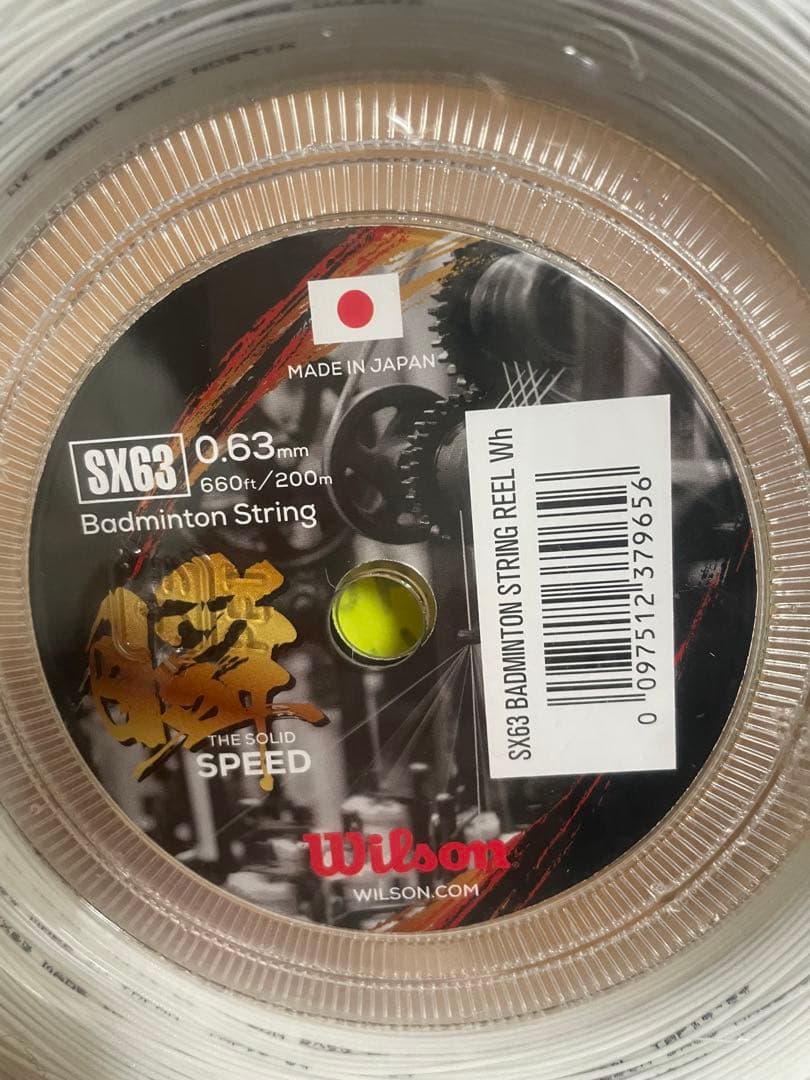 MADE IN JAPAN
SX63
0.63mm
660ft/200m
Badminton String
THE SOLID
SPEED
Wilson
WILSON.COM
SX63 BADMINTON STRING REEL Wh
0 097512 379656